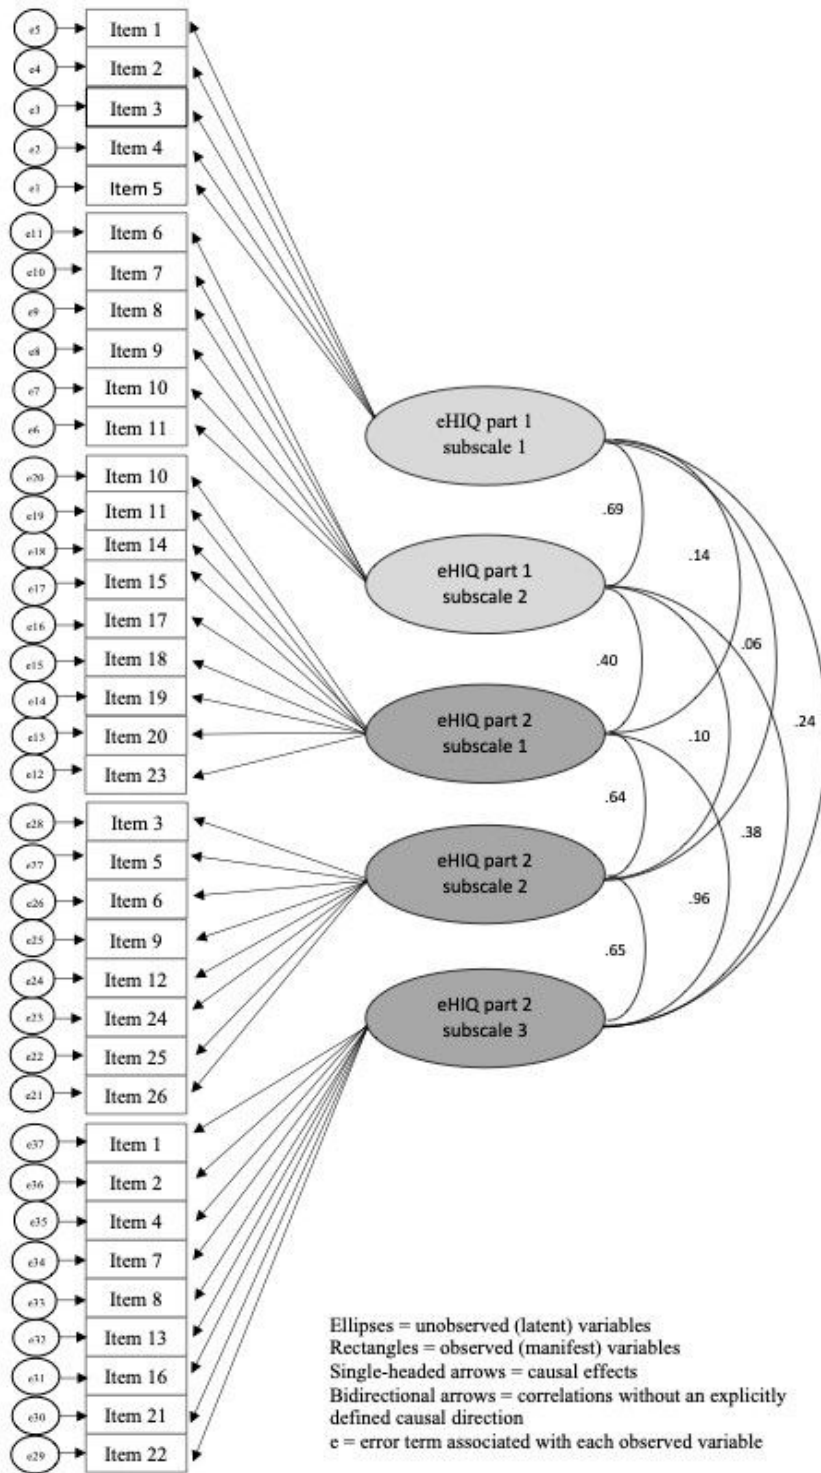 e5 Item 1
e4 Item 2
e3 Item 3
e2 Item 4
e1 Item 5
e11 Item 6
e10 Item 7
e9 Item 8
e8 Item 9
e7 Item 10
e6 Item 11
e20 Item 10
e19 Item 11
e18 Item 14
e17 Item 15
e16 Item 17
e15 Item 18
e14 Item 19
e13 Item 20
e12 Item 23
e28 Item 3
Item 5
e26 Item 6
e25 Item 9
e24 Item 12
e23 Item 24
e22 Item 25
e21 Item 26
e37 Item 1
e36 Item 2
e35 Item 4
e34 Item 7
e33 Item 8
e32 Item 13
e31 Item 16
e30 Item 21
e29 Item 22
eHIQ part 1
subscale 1
eHIQ part 1
subscale 2
eHIQ part 2
subscale 1
eHIQ part 2
subscale 2
eHIQ part 2
subscale 3
.69
.14
.40
.06
.24
.10
.64
.38
.96
.65
Ellipses = unobserved (latent) variables
Rectangles = observed (manifest) variables
Single-headed arrows = causal effects
Bidirectional arrows = correlations without an explicitly
defined causal direction
e = error term associated with each observed variable